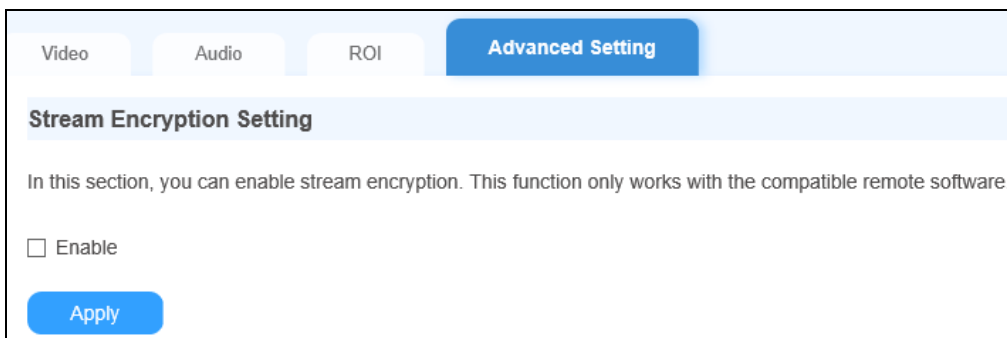 Video Audio ROI Advanced Setting
Stream Encryption Setting
In this section, you can enable stream encryption. This function only works with the compatible remote software
Enable
Apply